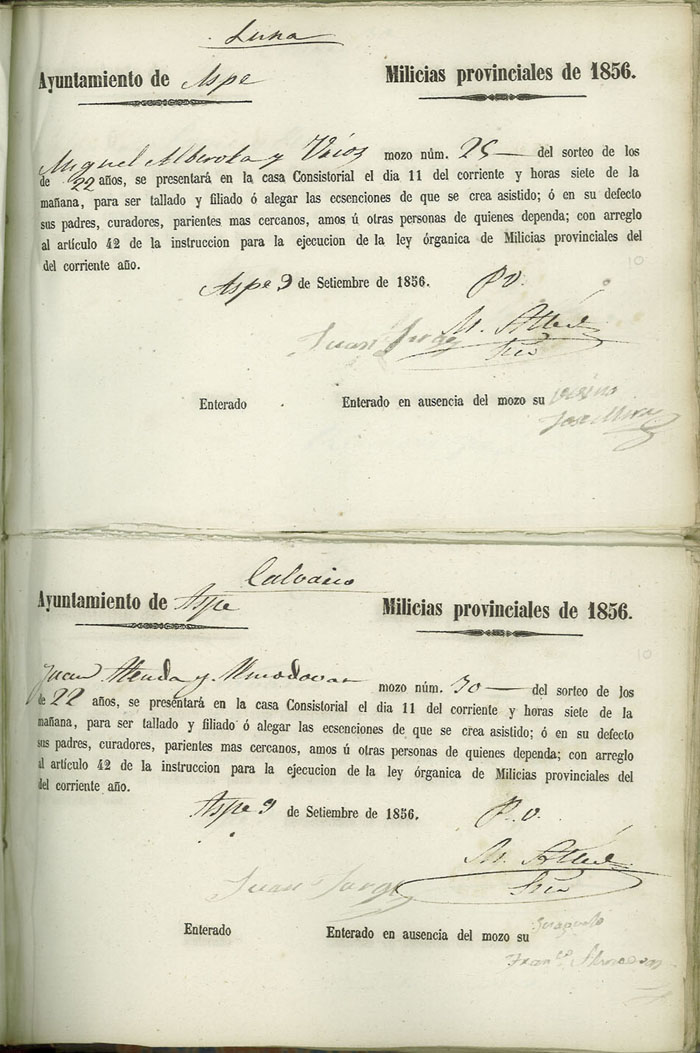 Luna
Ayuntamiento de Aspe Milicias provinciales de 1856.
Miguel Alberola y mozo núm. 25 del sorteo de los
de 22 años, se presentará en la casa Consistorial el dia 11 del corriente y horas siete de la
mañana, para ser tallado y filiado ó alegar las ecsenciones de que se crea asistido; ó en su defecto
sus padres, curadores, parientes mas cercanos, amos ú otras personas de quienes dependa; con arreglo
al artículo 42 de la instruccion para la ejecucion de la ley órganica de Milicias provinciales del
del corriente año.
Aspe 9 de Setiembre de 1856. P. O.
Juan Jorge
Enterado Enterado en ausencia del mozo su vecino
Jose Mira
10
Calvario
Ayuntamiento de Aspe Milicias provinciales de 1856.
10
Juan y Almodovar mozo núm. 30 del sorteo de los
de 22 años, se presentará en la casa Consistorial el dia 11 del corriente y horas siete de la
mañana, para ser tallado y filiado ó alegar las ecsenciones de que se crea asistido; ó en su defecto
sus padres, curadores, parientes mas cercanos, amos ú otras personas de quienes dependa; con arreglo
al artículo 42 de la instruccion para la ejecucion de la ley órganica de Milicias provinciales del
del corriente año.
Aspe 9 de Setiembre de 1856. P. O.
Juan Jorge
Enterado Enterado en ausencia del mozo su